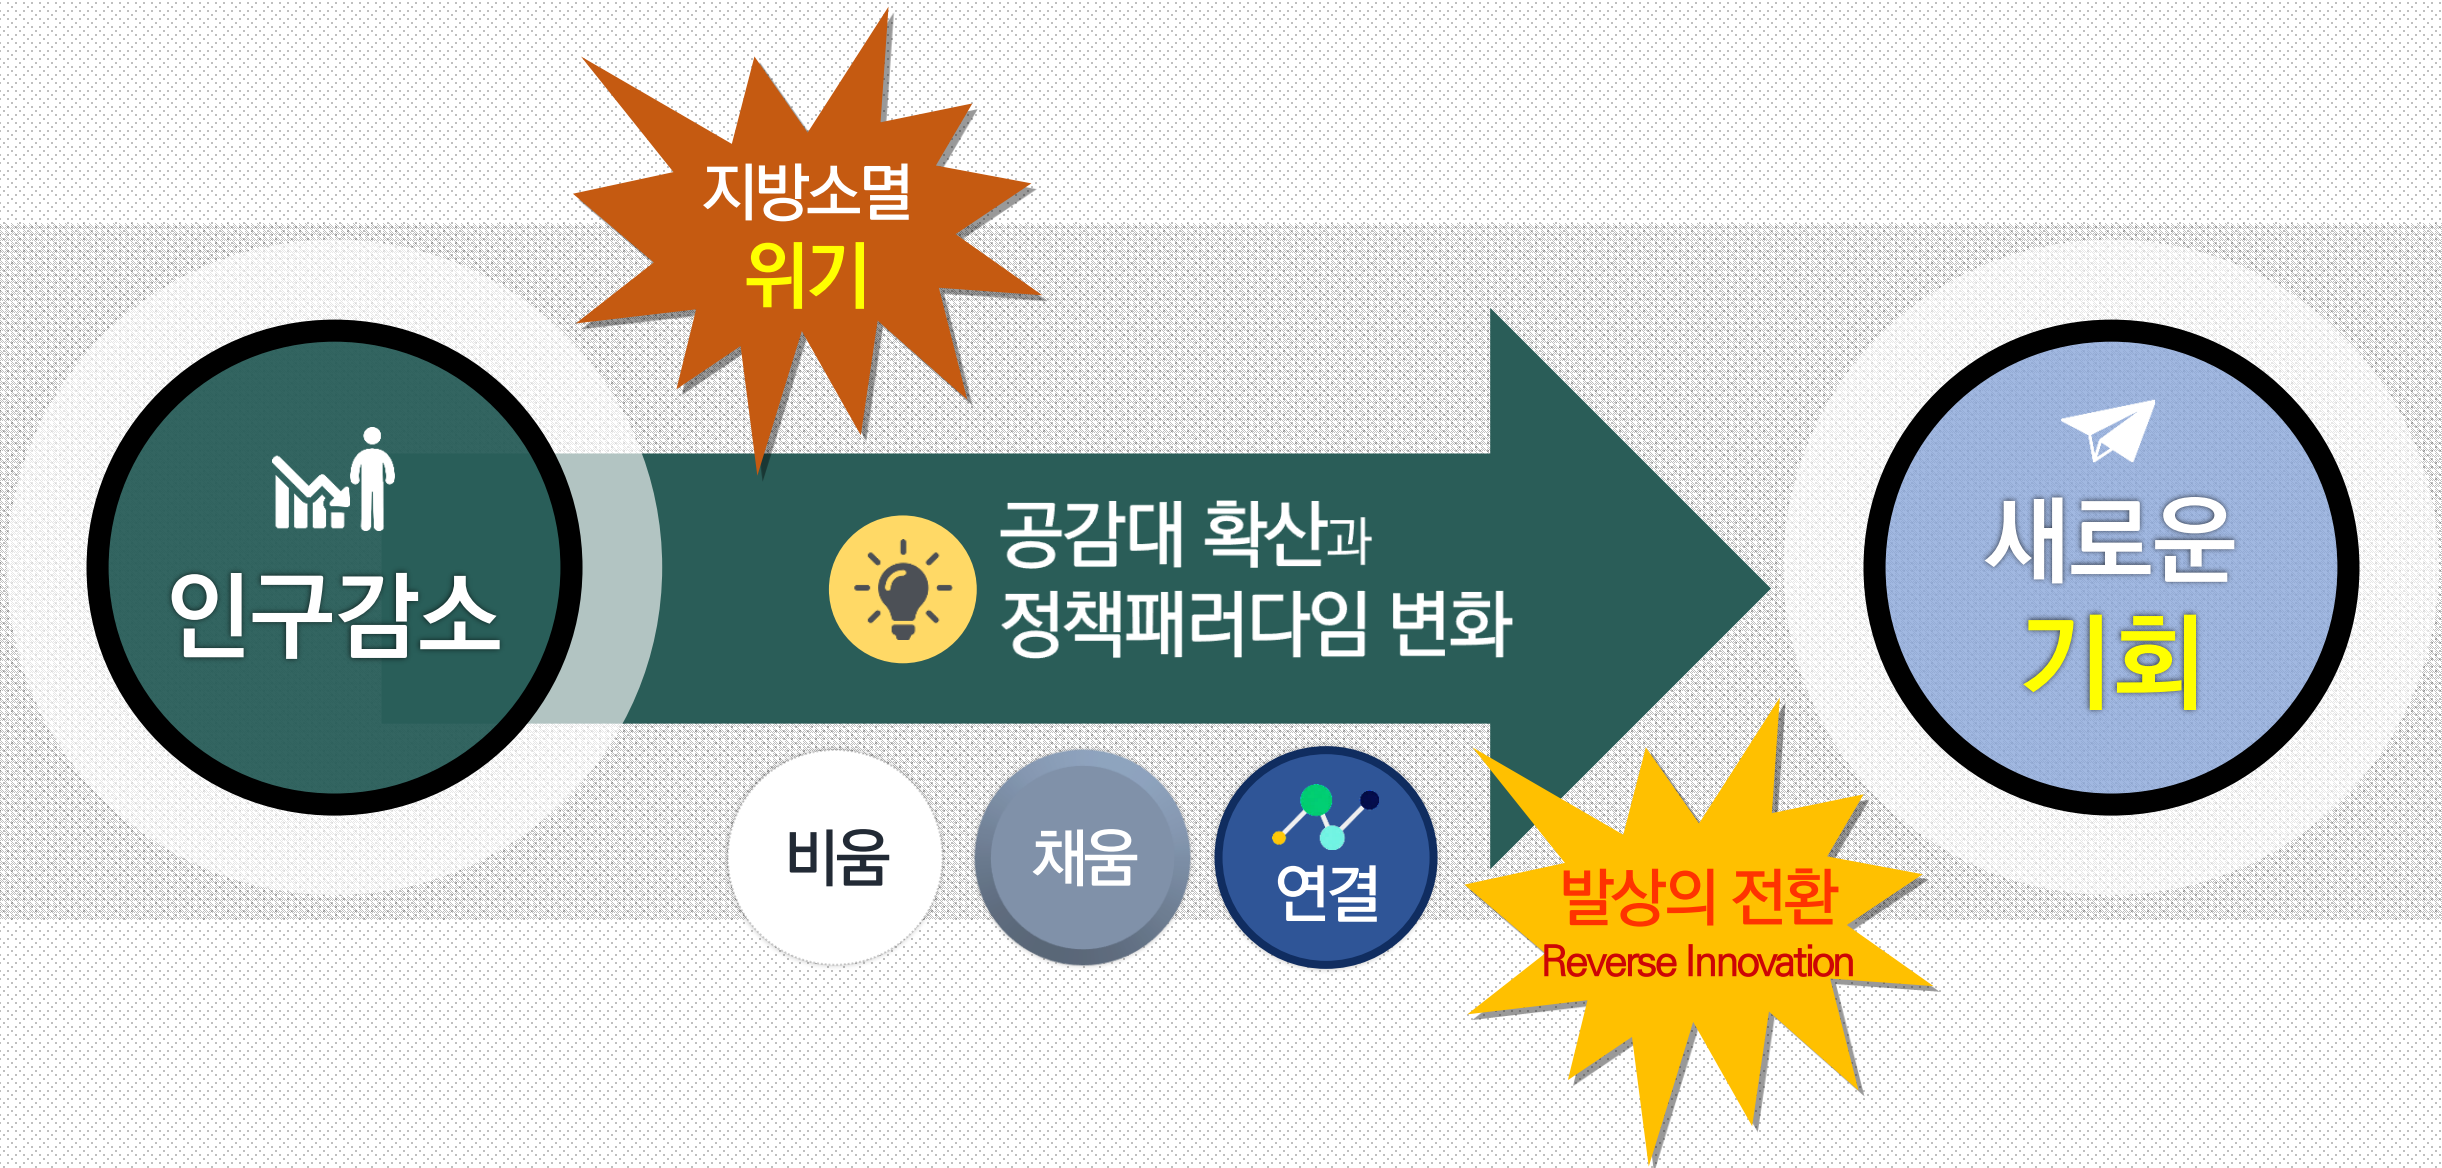 지방소멸
위기
인구감소
공감대 확산과
정책패러다임 변화
새로운
기회
비움
채움
연결
발상의 전환
Reverse Innovation